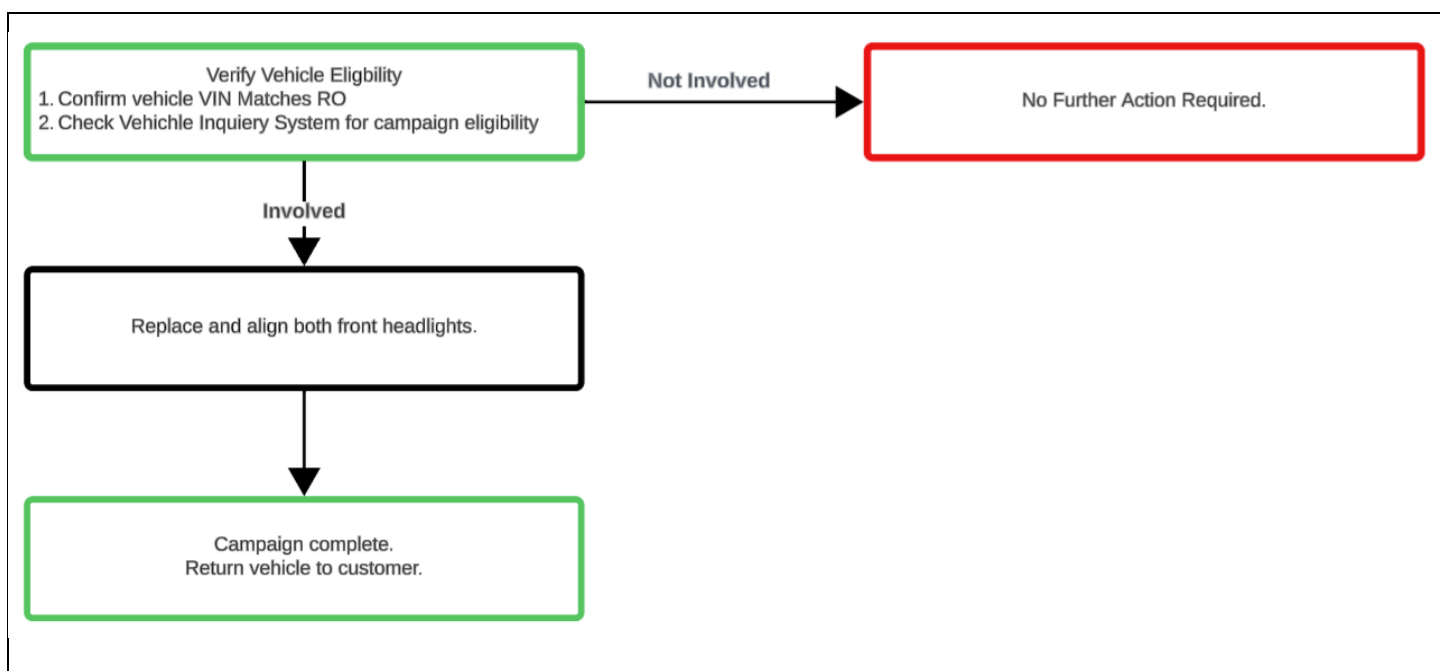 Verify Vehicle Eligbility
1. Confirm vehicle VIN Matches RO
2. Check Vehichle Inquiery System for campaign eligibility
Not Involved
No Further Action Required.
Involved
Replace and align both front headlights.
Campaign complete.
Return vehicle to customer.